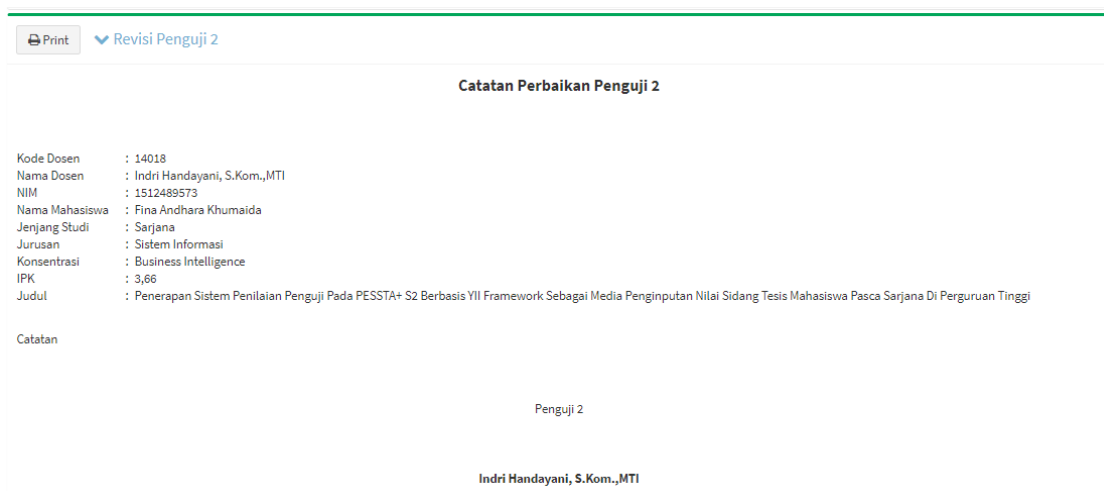 Print Revisi Penguji 2
Catatan Perbaikan Penguji 2
Kode Dosen : 14018
Nama Dosen : Indri Handayani, S.Kom.,MTI
NIM : 1512489573
Nama Mahasiswa : Fina Andhara Khumaida
Jenjang Studi : Sarjana
Jurusan : Sistem Informasi
Konsentrasi : Business Intelligence
IPK : 3,66
Judul : Penerapan Sistem Penilaian Penguji Pada PESSTA+ S2 Berbasis YII Framework Sebagai Media Penginputan Nilai Sidang Tesis Mahasiswa Pasca Sarjana Di Perguruan Tinggi
Catatan
Penguji 2
Indri Handayani, S.Kom.,MTI